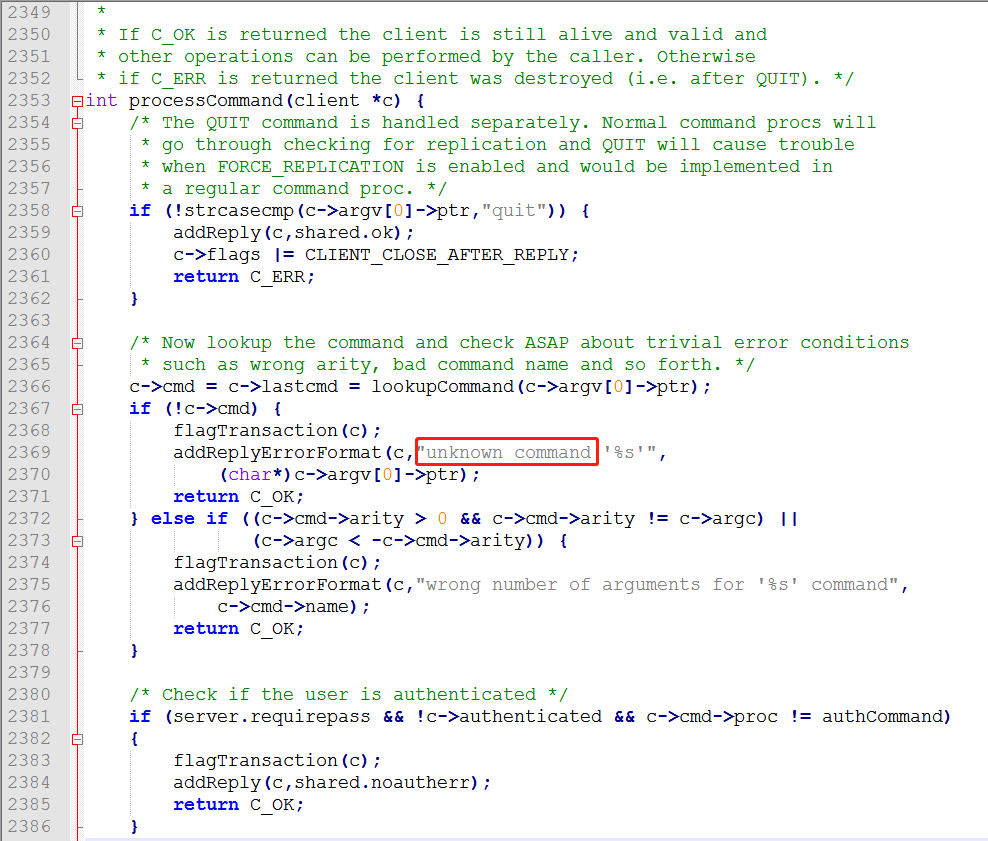 2349 *
2350 * If C_OK is returned the client is still alive and valid and
2351 * other operations can be performed by the caller. Otherwise
2352 * if C_ERR is returned the client was destroyed (i.e. after QUIT). */
2353 int processCommand(client *c) {
2354 /* The QUIT command is handled separately. Normal command procs will
2355 * go through checking for replication and QUIT will cause trouble
2356 * when FORCE_REPLICATION is enabled and would be implemented in
2357 * a regular command proc. */
2358 if (!strcasecmp(c->argv[0]->ptr,"quit")) {
2359 addReply(c,shared.ok);
2360 c->flags |= CLIENT_CLOSE_AFTER_REPLY;
2361 return C_ERR;
2362 }
2363
2364 /* Now lookup the command and check ASAP about trivial error conditions
2365 * such as wrong arity, bad command name and so forth. */
2366 c->cmd = c->lastcmd = lookupCommand(c->argv[0]->ptr);
2367 if (!c->cmd) {
2368 flagTransaction(c);
2369 addReplyErrorFormat(c,"unknown command '%s'",
2370 (char*)c->argv[0]->ptr);
2371 return C_OK;
2372 } else if ((c->cmd->arity > 0 && c->cmd->arity != c->argc) ||
2373 (c->argc < -c->cmd->arity)) {
2374 flagTransaction(c);
2375 addReplyErrorFormat(c,"wrong number of arguments for '%s' command",
2376 c->cmd->name);
2377 return C_OK;
2378 }
2379
2380 /* Check if the user is authenticated */
2381 if (server.requirepass && !c->authenticated && c->cmd->proc != authCommand)
2382 {
2383 flagTransaction(c);
2384 addReply(c,shared.noautherr);
2385 return C_OK;
2386 }